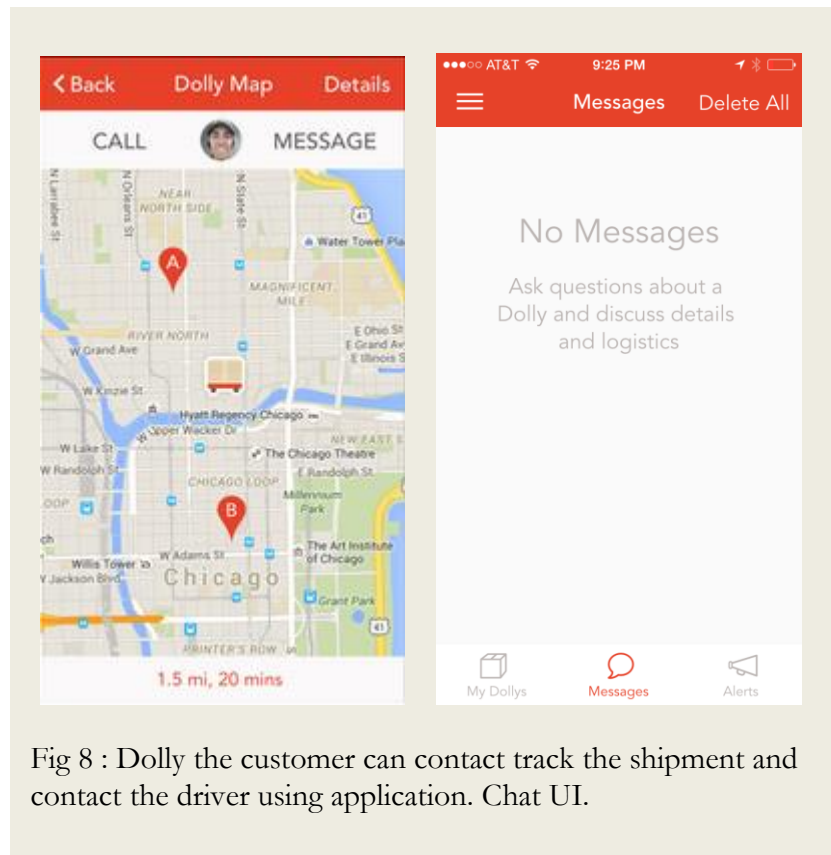 Back Dolly Map Details
CALL MESSAGE
N Larrabee St
N Orleans St
N State St
NEAR
NORTH SIDE
41
Water Tower Pla
A
MAGNIFICENT
MILE
RIVER NORTH
E Ohio St
W Grand Ave
E Grand Av
E Illinois S
W Kinzie St
Hyatt Regency Chicago
W Upper Wacker Dr
NEW EAST S
W Lake St
The Chicago Theatre
W Randolph St
E Randolph St
CHICAGO LOOP
Millennium
Park
OOP
B
ch
W Adams St
The Art Institute
of Chicago
Willis Tower
W Jackson Blvd
Chicago
Grant Park
41
PRINTER'S ROW
1.5 mi, 20 mins
AT&T 9:25 PM
Messages Delete All
No Messages
Ask questions about a
Dolly and discuss details
and logistics
My Dollys Messages Alerts
Fig 8 : Dolly the customer can contact track the shipment and
contact the driver using application. Chat UI.